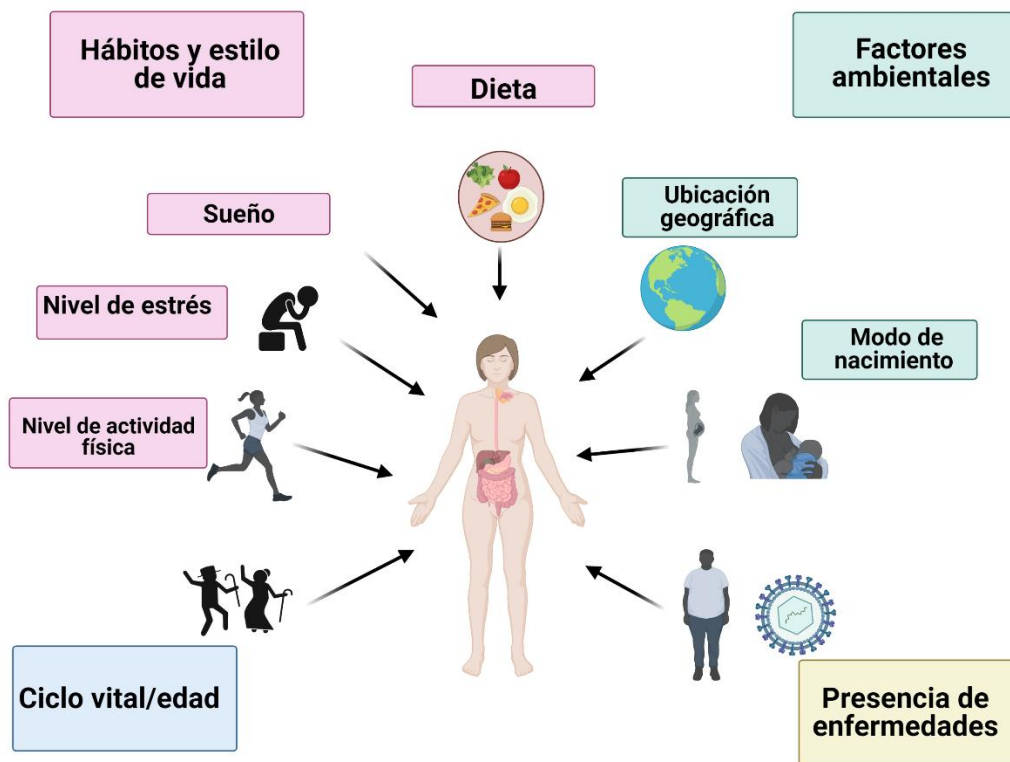 Hábitos y estilo
de vida
Dieta
Factores
ambientales
Sueño
Ubicación
geográfica
Nivel de estrés
Modo de
nacimiento
Nivel de actividad
física
Ciclo vital/edad
Presencia de
enfermedades